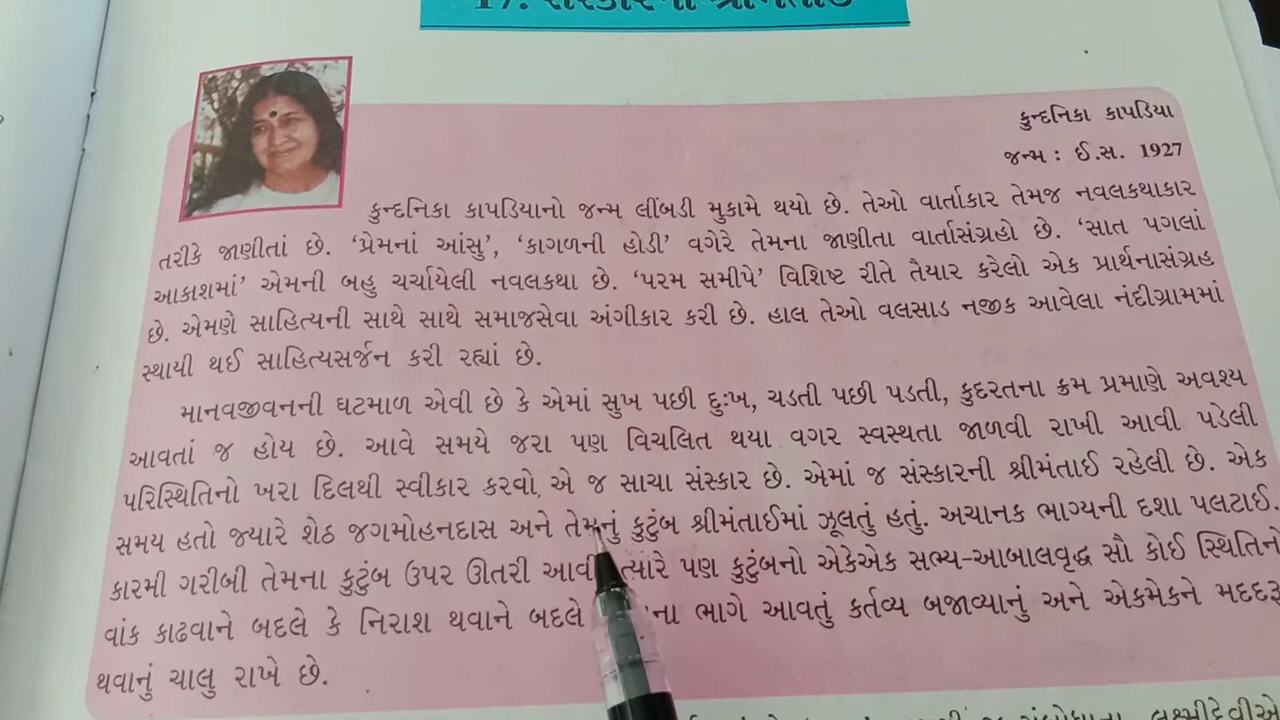 17. સંસ્કારની શ્રીમંતાઈ
કુન્દનિકા કાપડિયા
જન્મ : ઈ.સ. 1927
કુન્દનિકા કાપડિયાનો જન્મ લીંબડી મુકામે થયો છે. તેઓ વાર્તાકાર તેમજ નવલકથાકાર
તરીકે જાણીતાં છે. ‘પ્રેમનાં આંસુ’, ‘કાગળની હોડી’ વગેરે તેમના જાણીતા વાર્તાસંગ્રહો છે. ‘સાત પગલાં
આકાશમાં’ એમની બહુ ચર્ચાયેલી નવલકથા છે. ‘પરમ સમીપે’ વિશિષ્ટ રીતે તૈયાર કરેલો એક પ્રાર્થનાસંગ્રહ
છે. એમણે સાહિત્યની સાથે સાથે સમાજસેવા અંગીકાર કરી છે. હાલ તેઓ વલસાડ નજીક આવેલા નંદીગ્રામમાં
સ્થાયી થઈ સાહિત્યસર્જન કરી રહ્યાં છે.
માનવજીવનની ઘટમાળ એવી છે કે એમાં સુખ પછી દુઃખ, ચડતી પછી પડતી, કુદરતના ક્રમ પ્રમાણે અવશ્ય
આવતાં જ હોય છે. આવે સમયે જરા પણ વિચલિત થયા વગર સ્વસ્થતા જાળવી રાખી આવી પડેલી
પરિસ્થિતિનો ખરા દિલથી સ્વીકાર કરવો, એ જ સાચા સંસ્કાર છે. એમાં જ સંસ્કારની શ્રીમંતાઈ રહેલી છે. એક
સમય હતો જ્યારે શેઠ જગમોહનદાસ અને તેમનું કુટુંબ શ્રીમંતાઈમાં ઝૂલતું હતું. અચાનક ભાગ્યની દશા પલટાઈ.
કારમી ગરીબી તેમના કુટુંબ ઉપર ઊતરી આવી ત્યારે પણ કુટુંબનો એકેએક સભ્ય-આબાલવૃદ્ધ સૌ કોઈ સ્થિતિનો
વાંક કાઢવાને બદલે કે નિરાશ થવાને બદલે ના ભાગે આવતું કર્તવ્ય બજાવ્યાનું અને એકમેકને મદદરૂ
થવાનું ચાલુ રાખે છે.